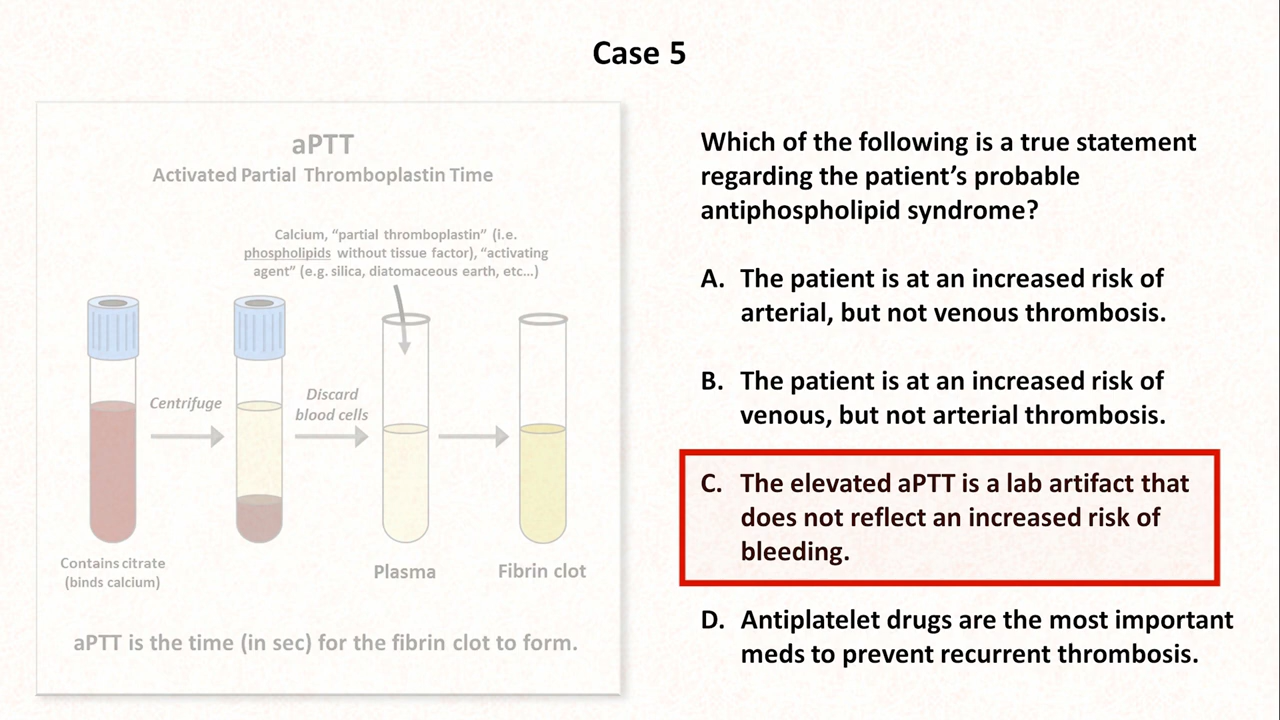 Case 5
aPTT
Activated Partial Thromboplastin Time
Calcium, “partial thromboplastin” (i.e.
phospholipids without tissue factor), “activating
agent” (e.g. silica, diatomaceous earth, etc…)
Centrifuge
Discard
blood cells
Contains citrate
(binds calcium)
Plasma
Fibrin clot
aPTT is the time (in sec) for the fibrin clot to form.
Which of the following is a true statement
regarding the patient’s probable
antiphospholipid syndrome?
A. The patient is at an increased risk of
arterial, but not venous thrombosis.
B. The patient is at an increased risk of
venous, but not arterial thrombosis.
C. The elevated aPTT is a lab artifact that
does not reflect an increased risk of
bleeding.
D. Antiplatelet drugs are the most important
meds to prevent recurrent thrombosis.